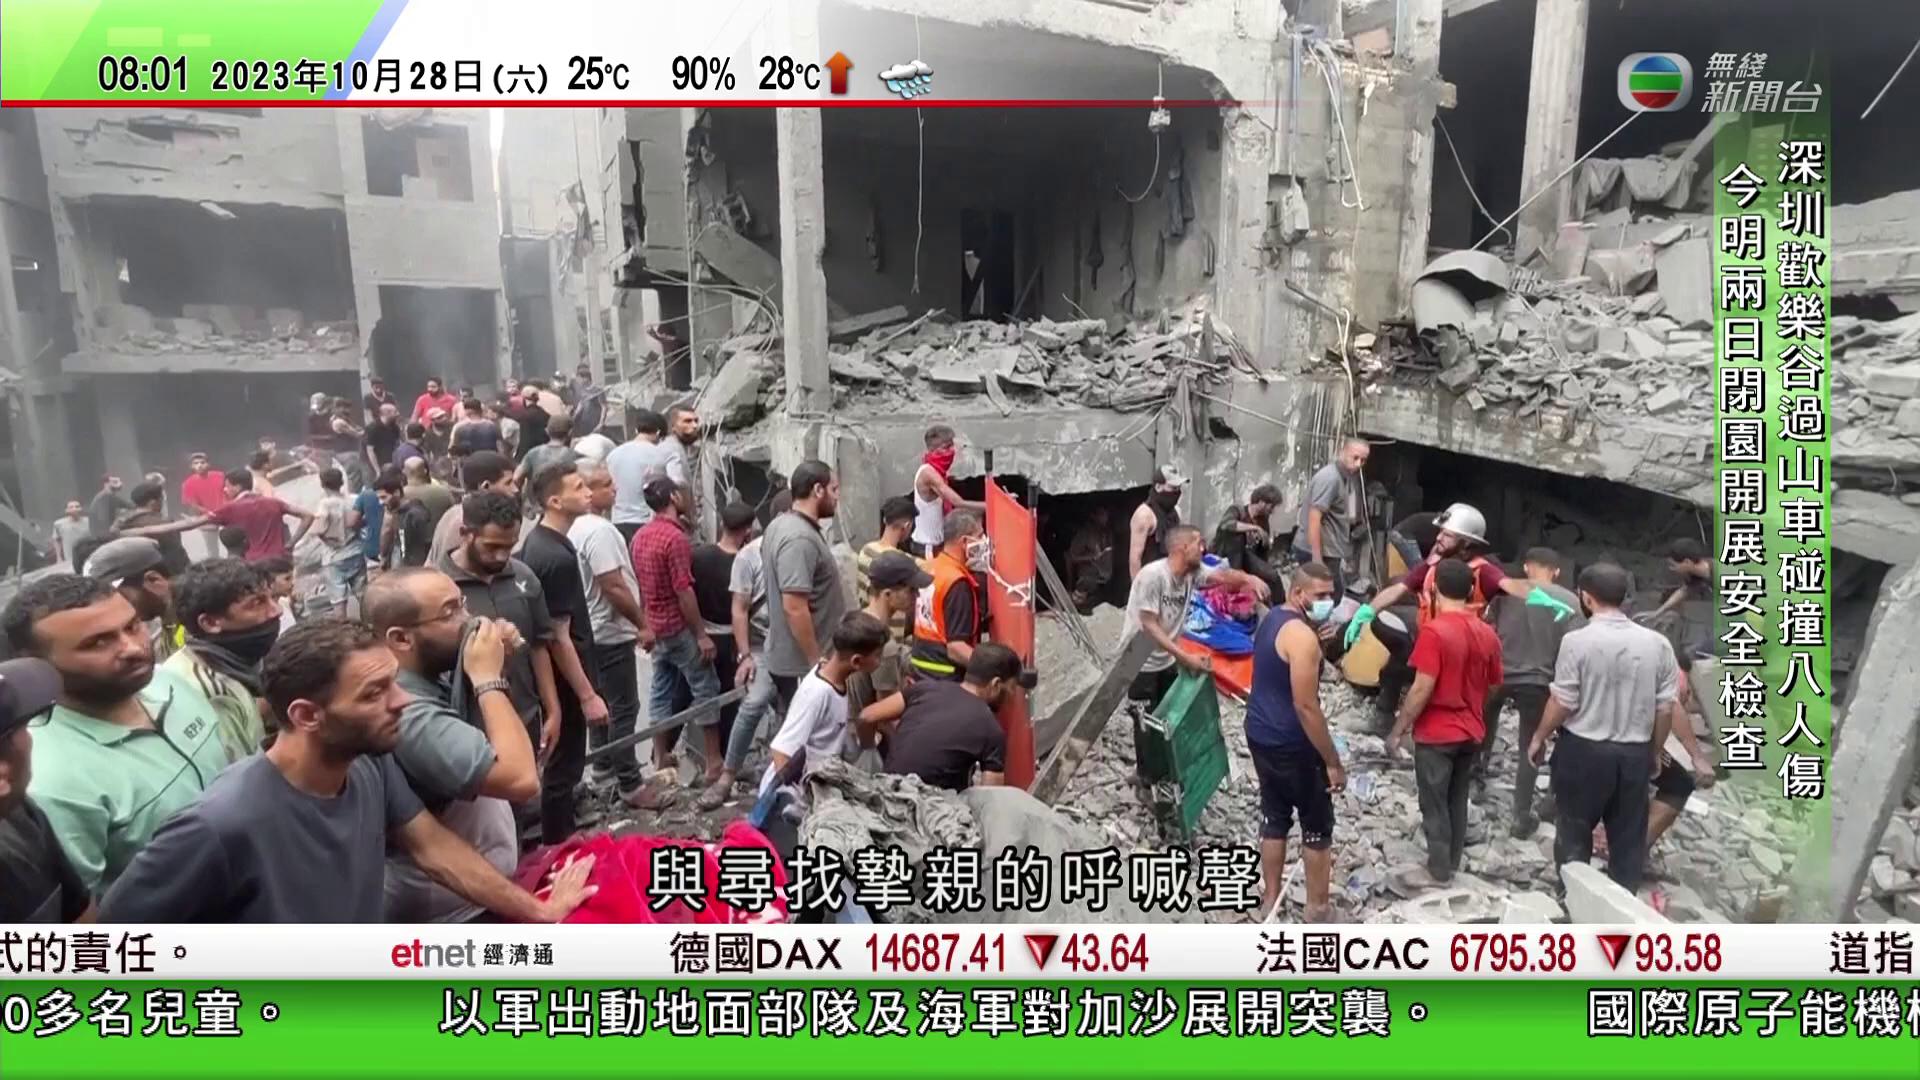 08:01 2023年10月28日(六) 25℃ 90% 28℃
無綫
新聞台
深圳歡樂谷過山車碰撞八人傷
今明兩日閉園開展安全檢查
與尋找摯親的呼喊聲
式的責任。 etnet 經濟通 德國DAX 14687.41 ▼43.64 法國CAC 6795.38 ▼93.58 道指
00多名兒童。 以軍出動地面部隊及海軍對加沙展開突襲。 國際原子能機